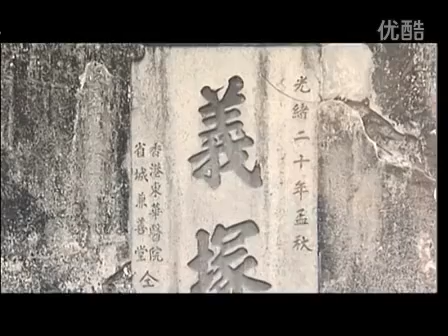 优酷
光緒二十年孟秋
義塚
香港東華醫院
省城兼善堂
仝